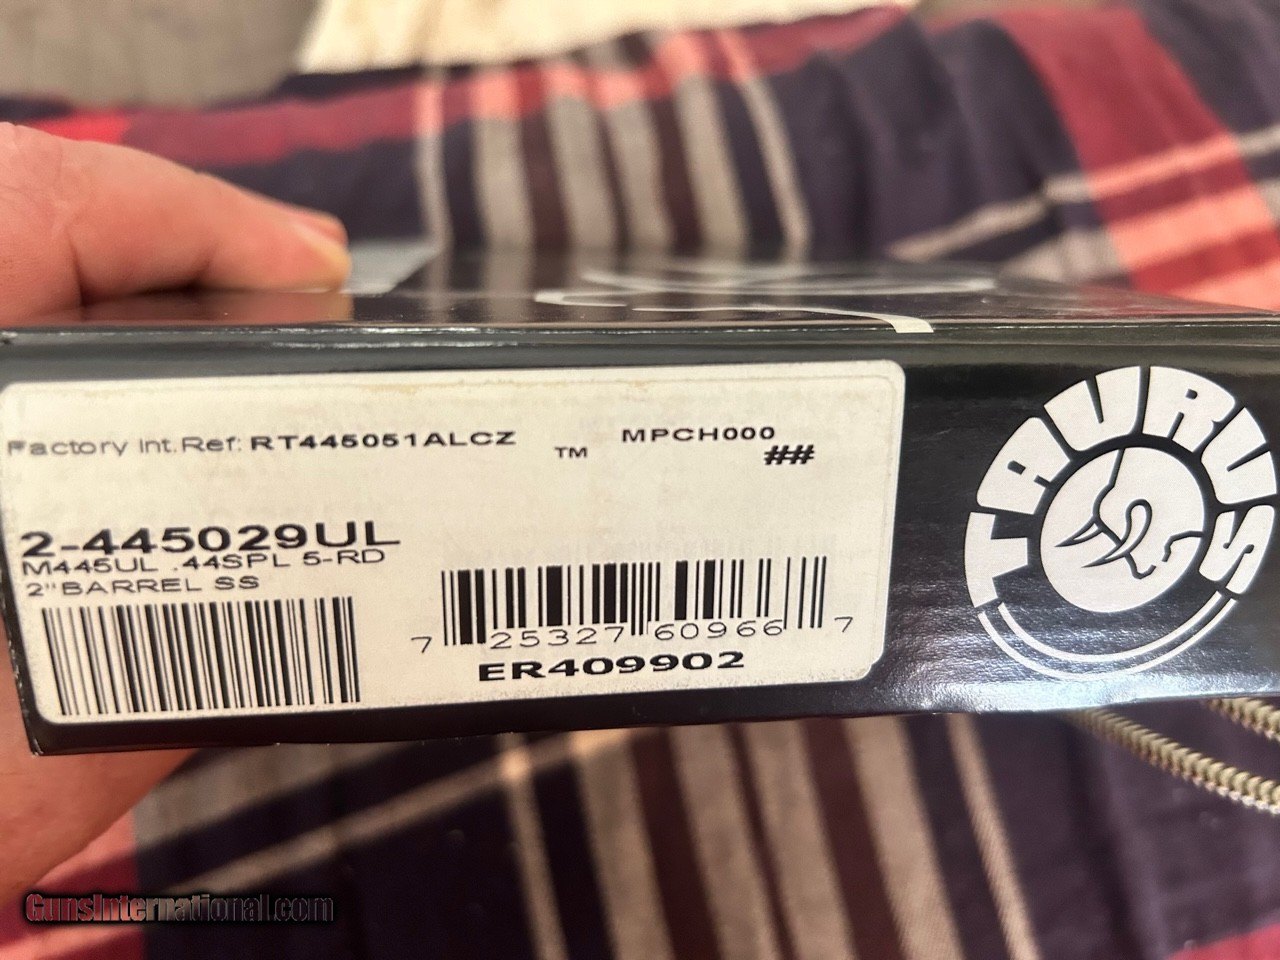 Factory Int.Ref: RT445051ALCZ
™
MPCH000
##
2-445029UL
M445UL .44SPL 5-RD
2" BARREL SS
7 25327 60966 7
ER409902
TAURUS
GunsInternational.com